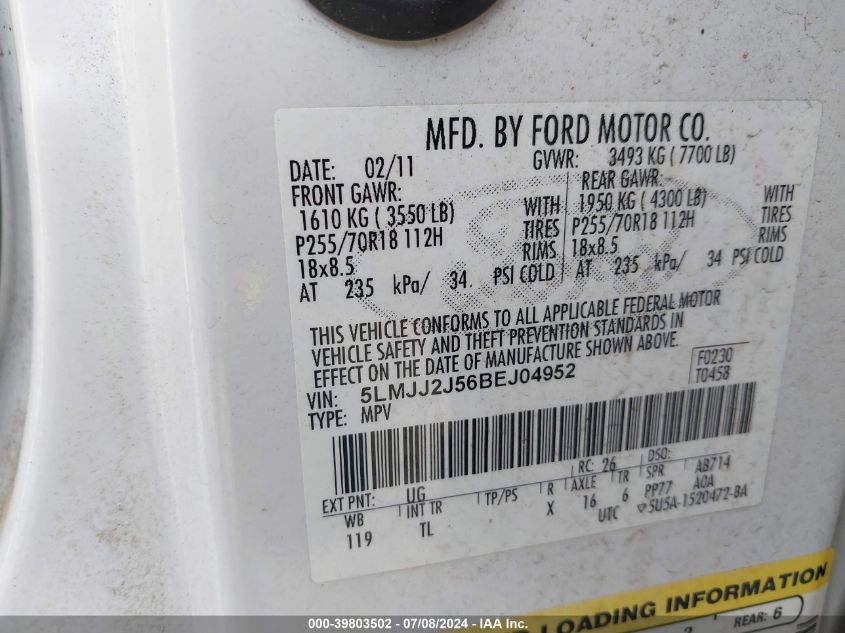 MFD. BY FORD MOTOR CO.
DATE: 02/11 GVWR: 3493 KG ( 7700 LB)
FRONT GAWR: REAR GAWR:
1610 KG ( 3550 LB) WITH 1950 KG ( 4300 LB) WITH
P255/70R18 112H TIRES P255/70R18 112H TIRES
18x8.5 RIMS 18x8.5 RIMS
AT 235 kPa/ 34. PSI COLD AT 235 kPa/ 34 PSI COLD
THIS VEHICLE CONFORMS TO ALL APPLICABLE FEDERAL MOTOR
VEHICLE SAFETY AND THEFT PREVENTION STANDARDS IN
EFFECT ON THE DATE OF MANUFACTURE SHOWN ABOVE.
VIN: 5LMJJ2J56BEJ04952 F0230
TYPE: MPV T0458
EXT PNT: UG RC: 26 DSO:
WB INT TR TP/PS R AXLE TR SPR AB714
119 TL X 16 6 PP77 A0A
UTC 5U5A-1520472-BA
LOADING INFORMATION
REAR: 6
000-39803502 - 07/08/2024 - IAA Inc.